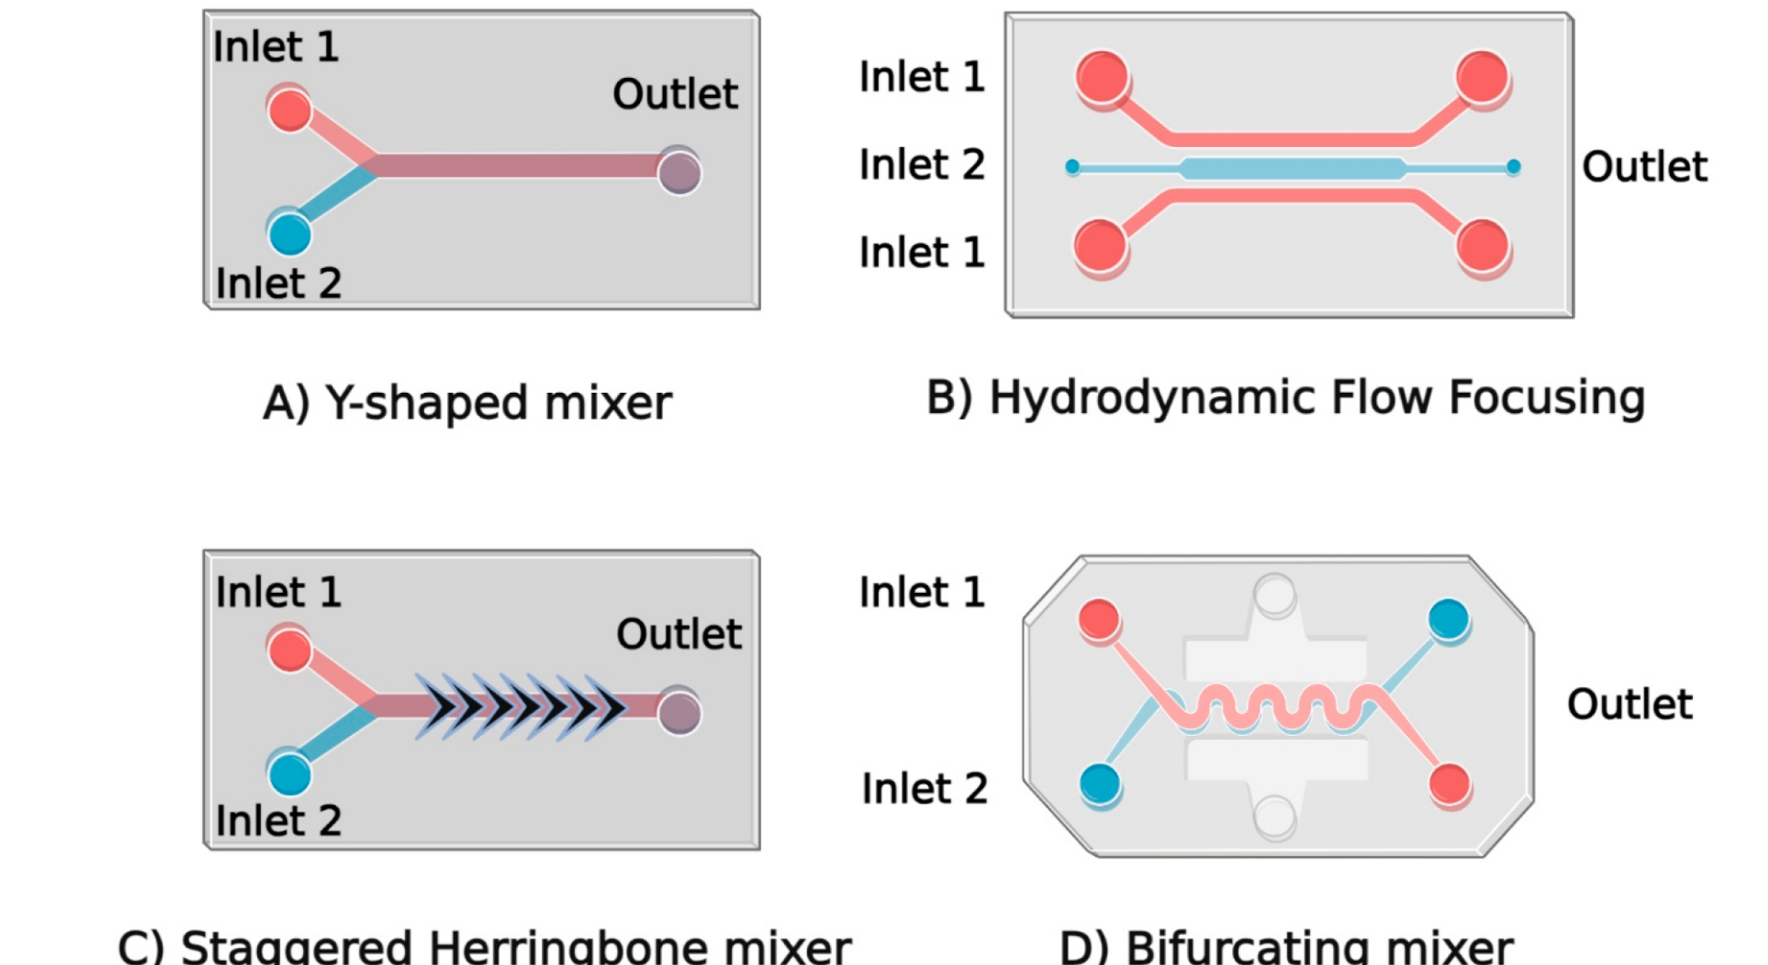 Inlet 1
Outlet
Inlet 2
A) Y-shaped mixer
Inlet 1
Inlet 2
Outlet
Inlet 1
B) Hydrodynamic Flow Focusing
Inlet 1
Outlet
Inlet 2
C) Staggered Herringbone mixer
Inlet 1
Outlet
Inlet 2
D) Bifurcating mixer